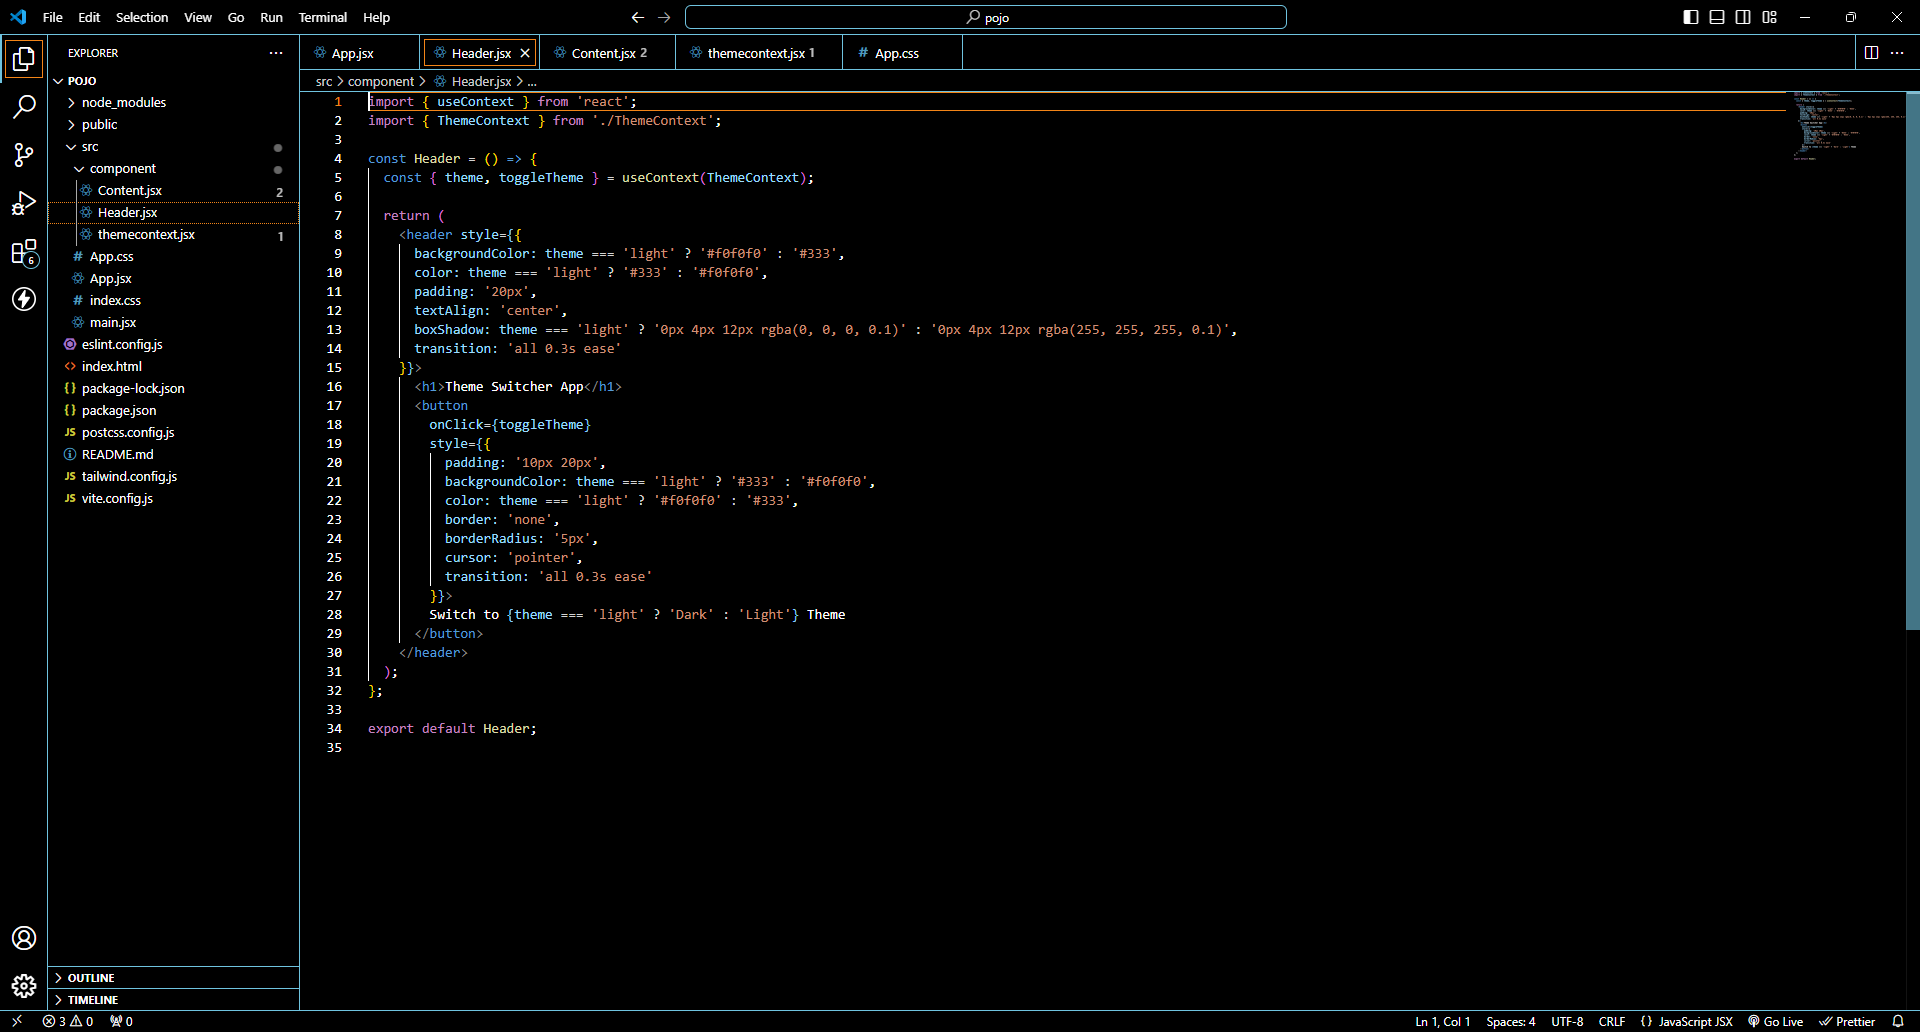 File Edit Selection View Go Run Terminal Help
pojo
EXPLORER
POJO
node_modules
public
src
component
Content.jsx 2
Header.jsx
themecontext.jsx 1
App.css
App.jsx
index.css
main.jsx
eslint.config.js
index.html
package-lock.json
package.json
postcss.config.js
README.md
tailwind.config.js
vite.config.js
6
OUTLINE
TIMELINE
App.jsx Header.jsx Content.jsx 2 themecontext.jsx 1 App.css
src > component > Header.jsx > ...
1 import { useContext } from 'react';
2 import { ThemeContext } from './ThemeContext';
3
4 const Header = () => {
5 const { theme, toggleTheme } = useContext(ThemeContext);
6
7 return (
8 <header style={{
9 backgroundColor: theme === 'light' ? '#f0f0f0' : '#333',
10 color: theme === 'light' ? '#333' : '#f0f0f0',
11 padding: '20px',
12 textAlign: 'center',
13 boxShadow: theme === 'light' ? '0px 4px 12px rgba(0, 0, 0, 0.1)' : '0px 4px 12px rgba(255, 255, 255, 0.1)',
14 transition: 'all 0.3s ease'
15 }}>
16 <h1>Theme Switcher App</h1>
17 <button
18 onClick={toggleTheme}
19 style={{
20 padding: '10px 20px',
21 backgroundColor: theme === 'light' ? '#333' : '#f0f0f0',
22 color: theme === 'light' ? '#f0f0f0' : '#333',
23 border: 'none',
24 borderRadius: '5px',
25 cursor: 'pointer',
26 transition: 'all 0.3s ease'
27 }}>
28 Switch to {theme === 'light' ? 'Dark' : 'Light'} Theme
29 </button>
30 </header>
31 );
32 };
33
34 export default Header;
35
3 0 0 Ln 1, Col 1 Spaces: 4 UTF-8 CRLF {} JavaScript JSX Go Live Prettier